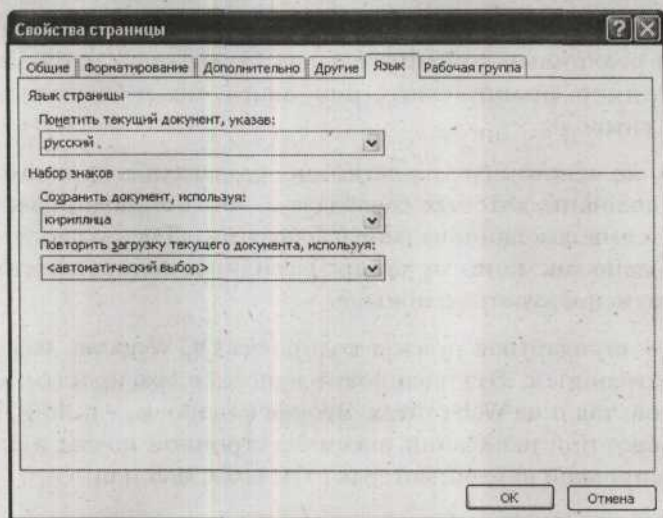 Свойства страницы
Общие Форматирование Дополнительно Другие Язык Рабочая группа
Язык страницы
Пометить текущий документ, указав:
русский
Набор знаков
Сохранить документ, используя:
кириллица
Повторить загрузку текущего документа, используя:
<автоматический выбор>
ОК Отмена